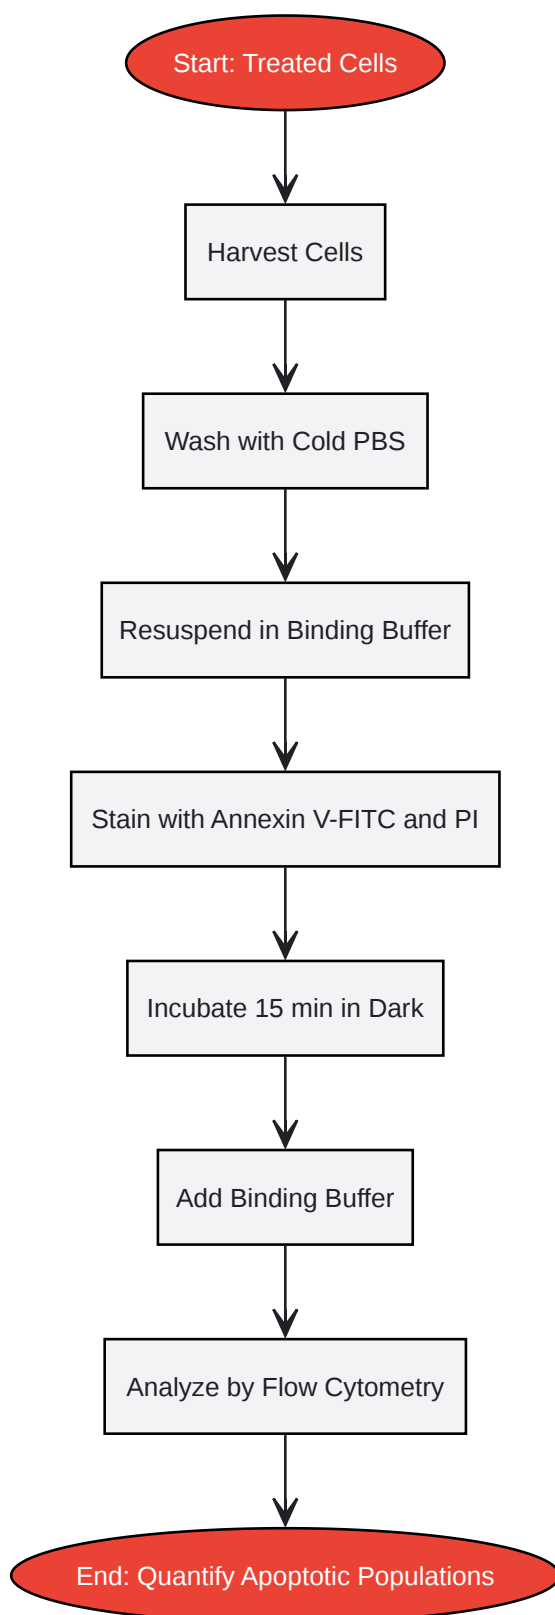 Start: Treated Cells
Harvest Cells
Wash with Cold PBS
Resuspend in Binding Buffer
Stain with Annexin V-FITC and PI
Incubate 15 min in Dark
Add Binding Buffer
Analyze by Flow Cytometry
End: Quantify Apoptotic Populations